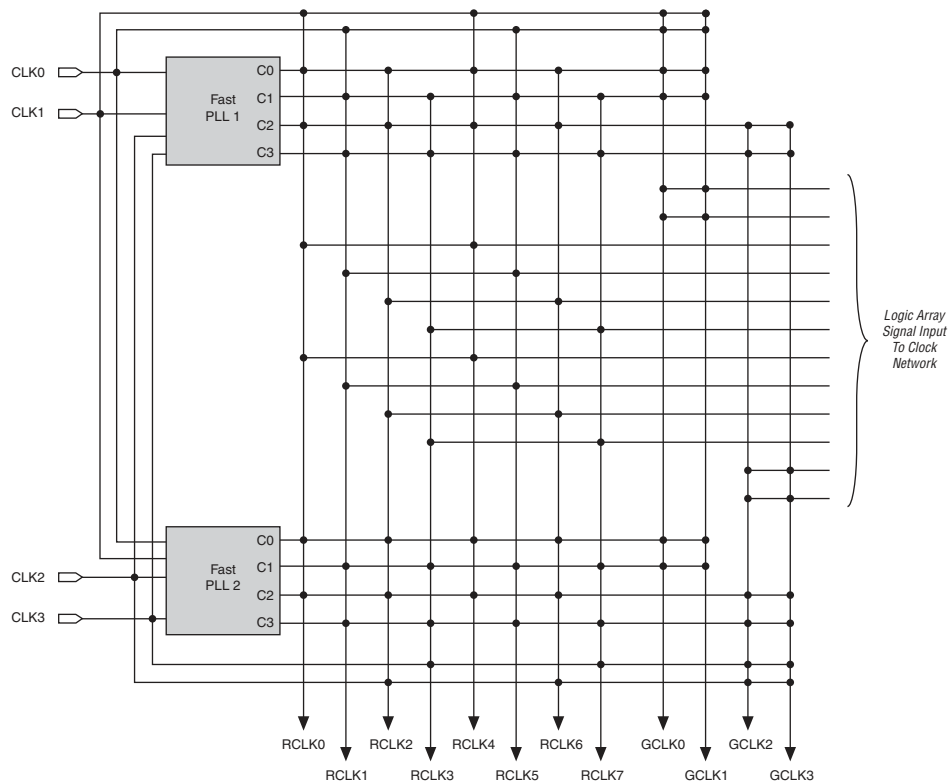 CLK0
CLK1
Fast
PLL 1
C0
C1
C2
C3
Logic Array
Signal Input
To Clock
Network
CLK2
CLK3
Fast
PLL 2
C0
C1
C2
C3
RCLK0
RCLK2
RCLK4
RCLK6
GCLK0
GCLK2
RCLK1
RCLK3
RCLK5
RCLK7
GCLK1
GCLK3